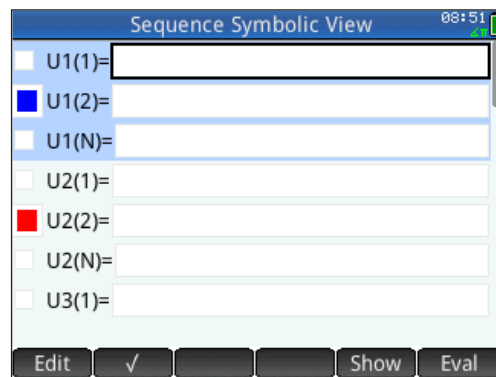 Sequence Symbolic View 08:51
∡π
U1(1)=
U1(2)=
U1(N)=
U2(1)=
U2(2)=
U2(N)=
U3(1)=
Edit √ Show Eval